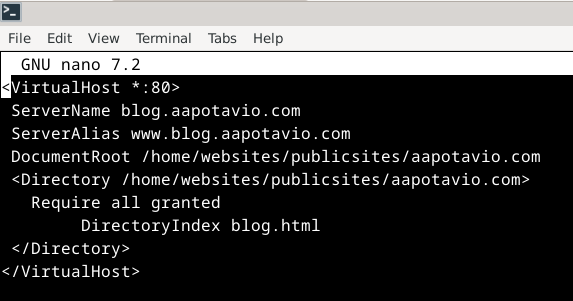 File Edit View Terminal Tabs Help
GNU nano 7.2
<VirtualHost *:80>
ServerName blog.aapotavio.com
ServerAlias www.blog.aapotavio.com
DocumentRoot /home/websites/publicsites/aapotavio.com
<Directory /home/websites/publicsites/aapotavio.com>
Require all granted
DirectoryIndex blog.html
</Directory>
</VirtualHost>